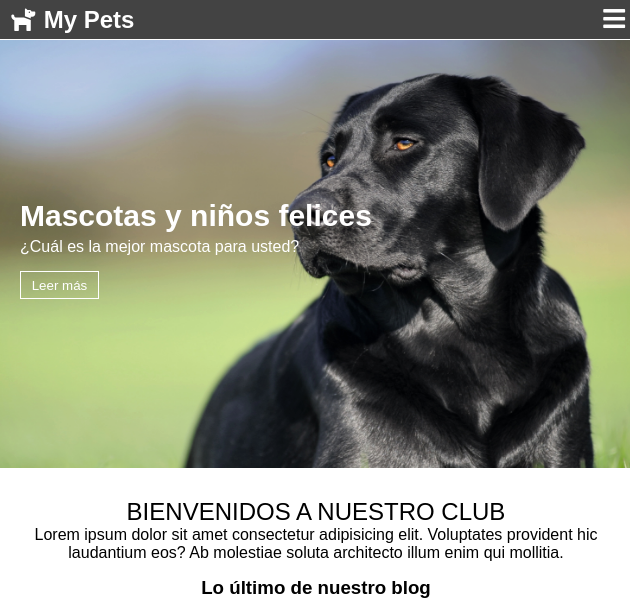 My Pets
Mascotas y niños felices
¿Cuál es la mejor mascota para usted?
Leer más
BIENVENIDOS A NUESTRO CLUB
Lorem ipsum dolor sit amet consectetur adipisicing elit. Voluptates provident hic
laudantium eos? Ab molestiae soluta architecto illum enim qui mollitia.
Lo último de nuestro blog